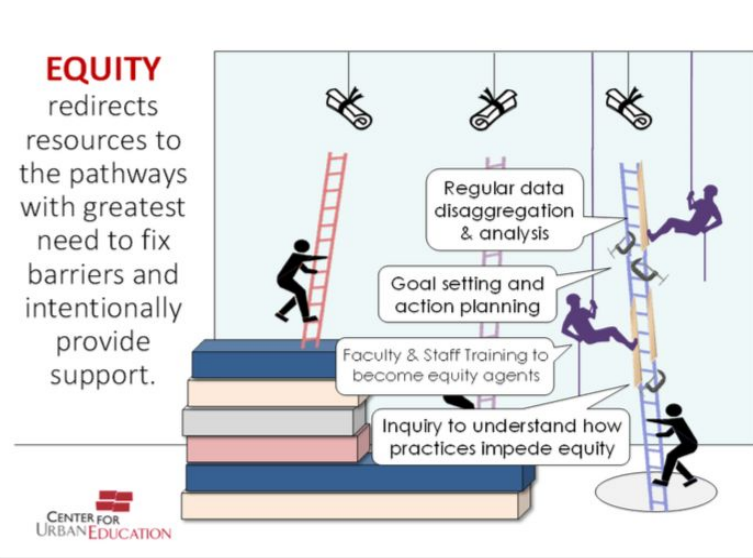 EQUITY
redirects
resources to
the pathways
with greatest
need to fix
barriers and
intentionally
provide
support.
Regular data
disaggregation
& analysis
Goal setting and
action planning
Faculty & Staff Training to
become equity agents
Inquiry to understand how
practices impede equity
CENTER FOR
URBAN EDUCATION